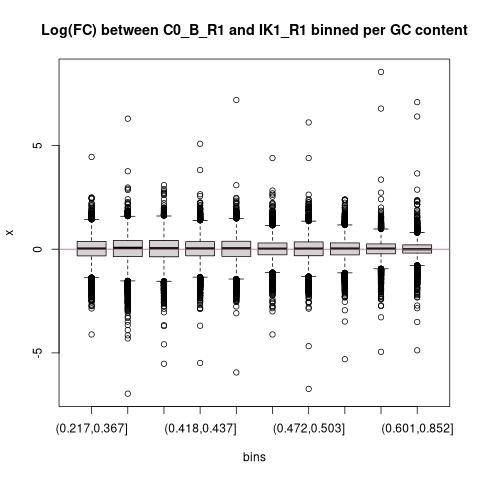 Log(FC) between C0_B_R1 and IK1_R1 binned per GC content
5
0
-5
x
(0.217,0.367]
(0.418,0.437]
(0.472,0.503]
(0.601,0.852]
bins